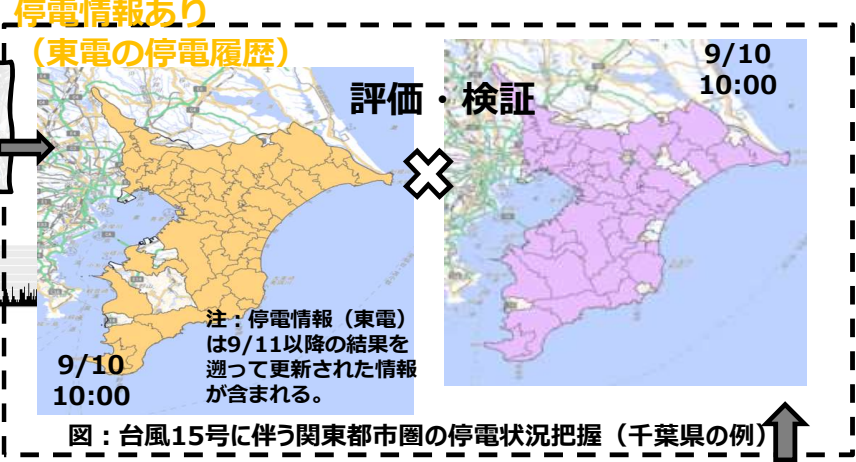 停電情報あり
（東電の停電履歴）
9/10
10:00
評価・検証
注：停電情報（東電）
は9/11以降の結果を
遡って更新された情報
が含まれる。
9/10
10:00
図：台風15号に伴う関東都市圏の停電状況把握（千葉県の例）